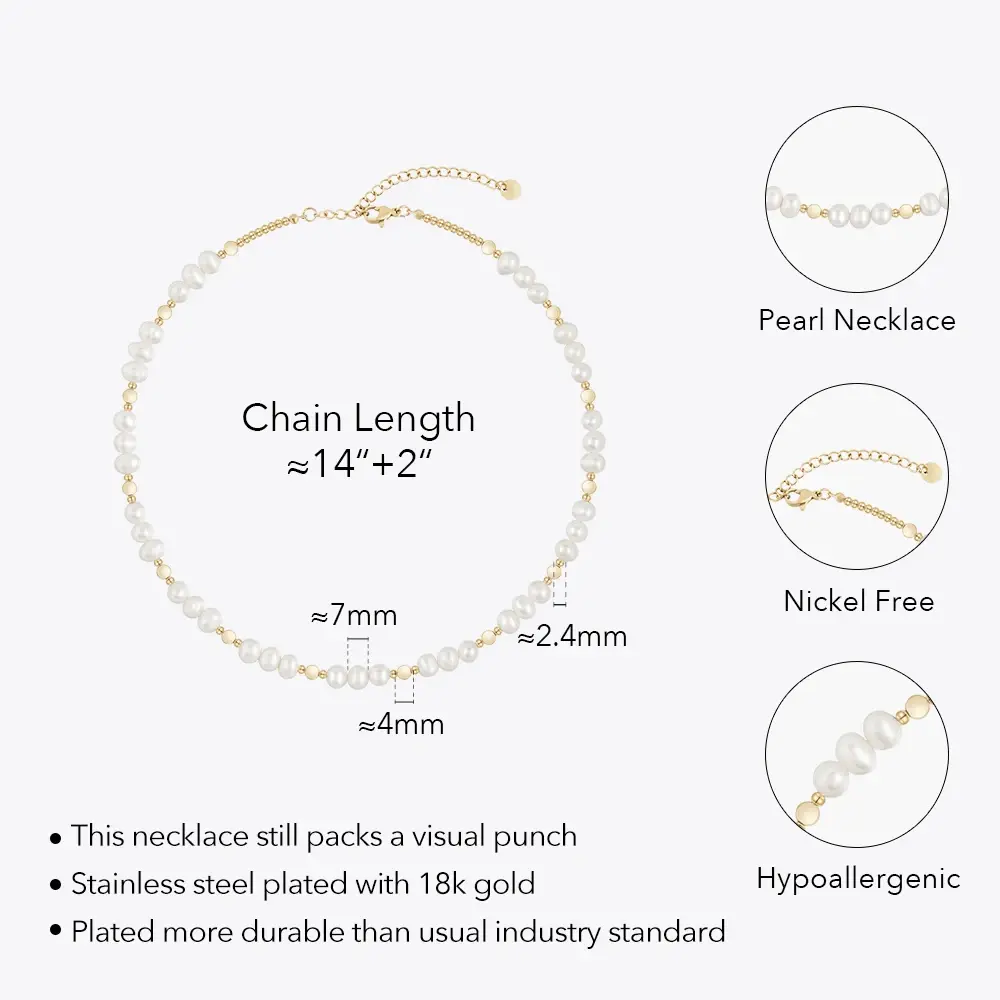 Chain Length
≈14“+2“
≈7mm
≈2.4mm
≈4mm
Pearl Necklace
Nickel Free
Hypoallergenic
• This necklace still packs a visual punch
• Stainless steel plated with 18k gold
• Plated more durable than usual industry standard